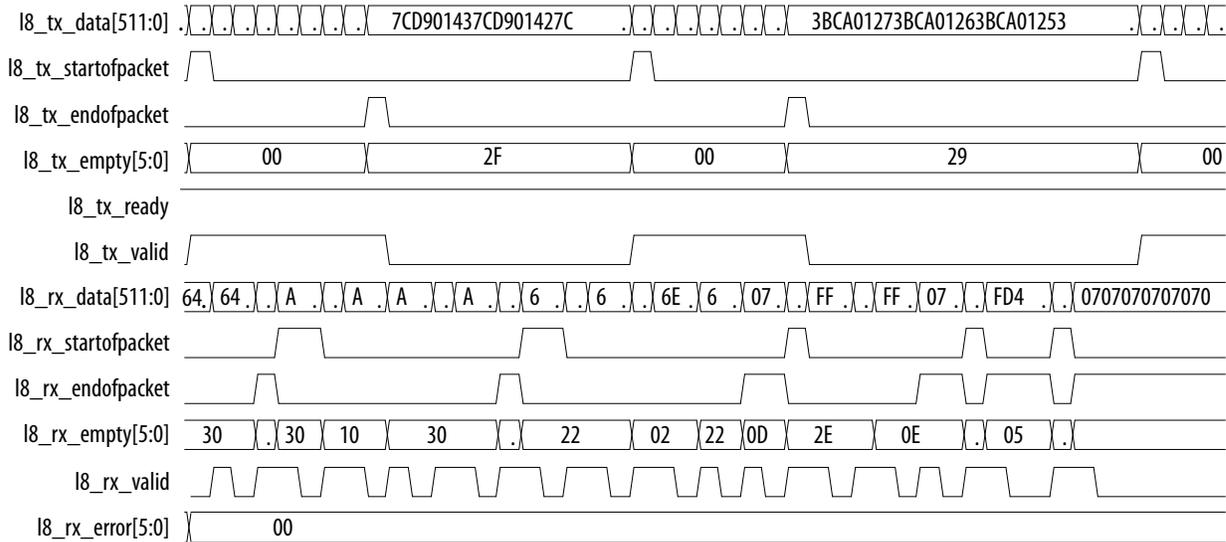 l8_tx_data[511:0] . . . . . . . . . 7CD901437CD901427C . . . . . . . . 3BCA01273BCA01263BCA01253 . . . . .
l8_tx_startofpacket
l8_tx_endofpacket
l8_tx_empty[5:0] 00 2F 00 29 00
l8_tx_ready
l8_tx_valid
l8_rx_data[511:0] 64. 64 . . A . . A . A . . A . . 6 . . 6 . . 6E . 6 . 07 . . FF . . FF . 07 . . FD4 . . 0707070707070
l8_rx_startofpacket
l8_rx_endofpacket
l8_rx_empty[5:0] 30 . 30 10 30 . 22 02 22 0D 2E 0E . 05 .
l8_rx_valid
l8_rx_error[5:0] 00